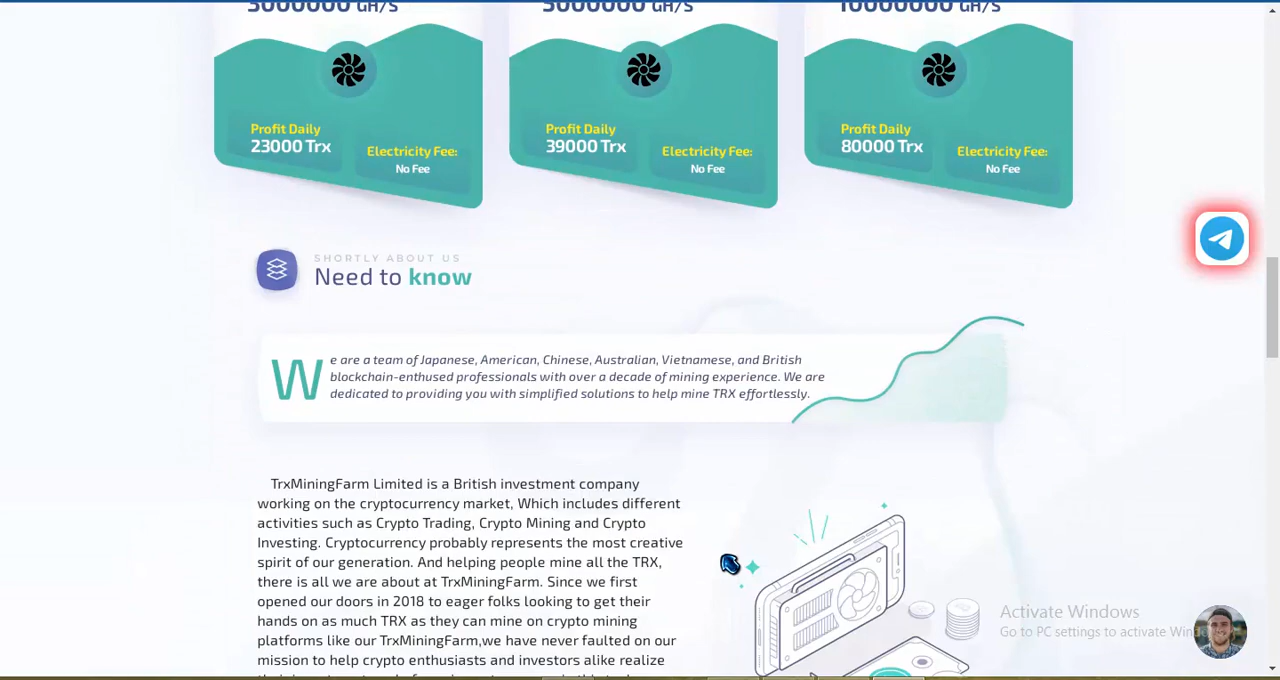 3000000 GH/S
5000000 GH/S
10000000 GH/S
Profit Daily
23000 Trx
Electricity Fee:
No Fee
Profit Daily
39000 Trx
Electricity Fee:
No Fee
Profit Daily
80000 Trx
Electricity Fee:
No Fee
SHORTLY ABOUT US
Need to know
We are a team of Japanese, American, Chinese, Australian, Vietnamese, and British
blockchain-enthused professionals with over a decade of mining experience. We are
dedicated to providing you with simplified solutions to help mine TRX effortlessly.
TrxMiningFarm Limited is a British investment company
working on the cryptocurrency market, Which includes different
activities such as Crypto Trading, Crypto Mining and Crypto
Investing. Cryptocurrency probably represents the most creative
spirit of our generation. And helping people mine all the TRX,
there is all we are about at TrxMiningFarm. Since we first
opened our doors in 2018 to eager folks looking to get their
hands on as much TRX as they can mine on crypto mining
platforms like our TrxMiningFarm,we have never faulted on our
mission to help crypto enthusiasts and investors alike realize
Activate Windows
Go to PC settings to activate